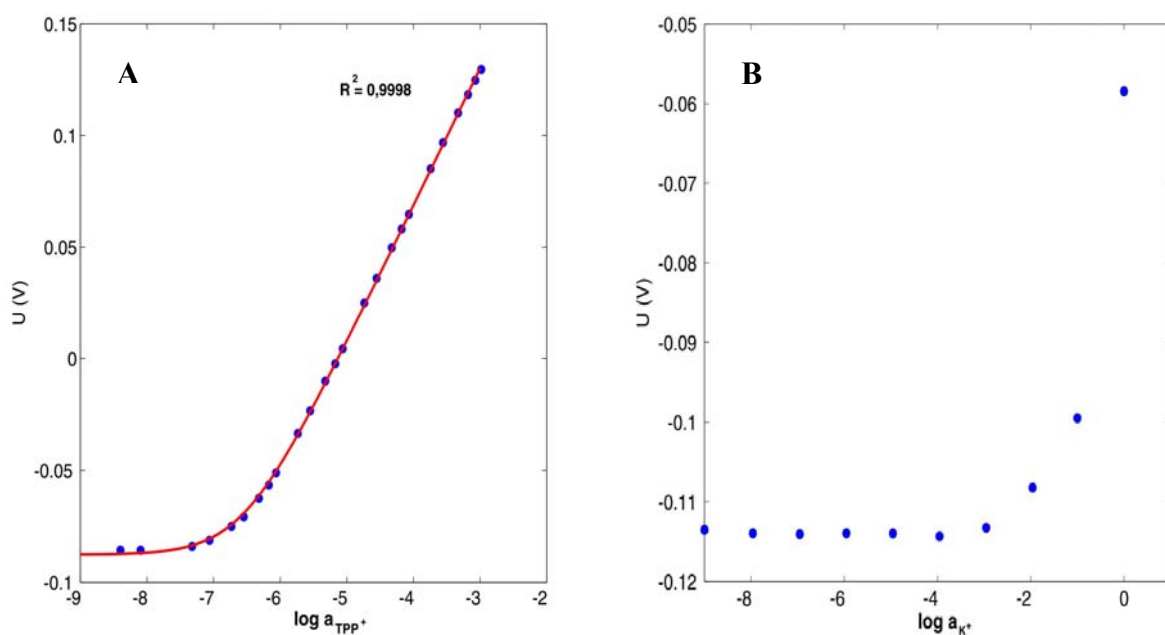 A
R² = 0,9998
U (V)
0.15
0.1
0.05
0
-0.05
-0.1
-9 -8 -7 -6 -5 -4 -3 -2
log a TPP⁺
B
U (V)
-0.05
-0.06
-0.07
-0.08
-0.09
-0.1
-0.11
-0.12
-8 -6 -4 -2 0
log a K⁺